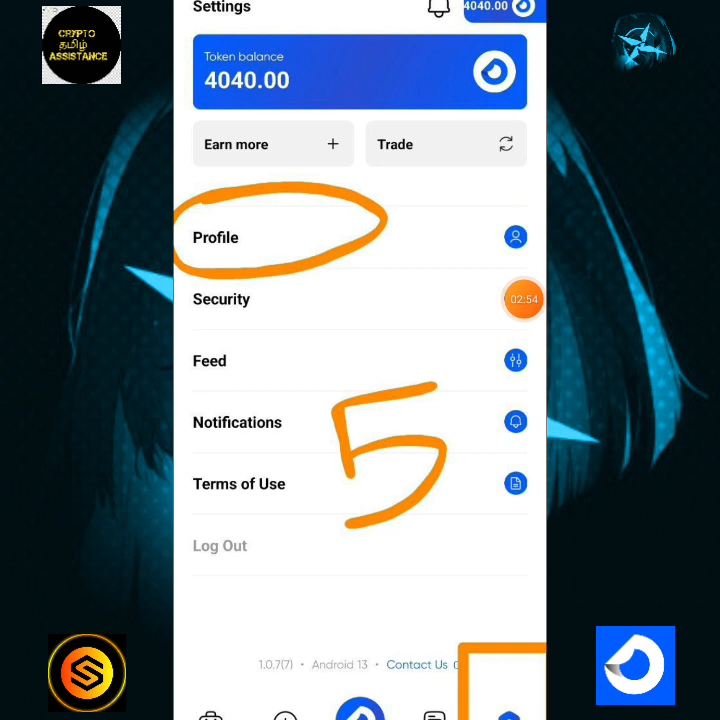 CRYPTO
தமிழ்
ASSISTANCE
Settings
4040.00
Token balance
4040.00
Earn more
Trade
Profile
Security
02:54
Feed
Notifications
5
Terms of Use
Log Out
1.0.7(7) • Android 13 • Contact Us